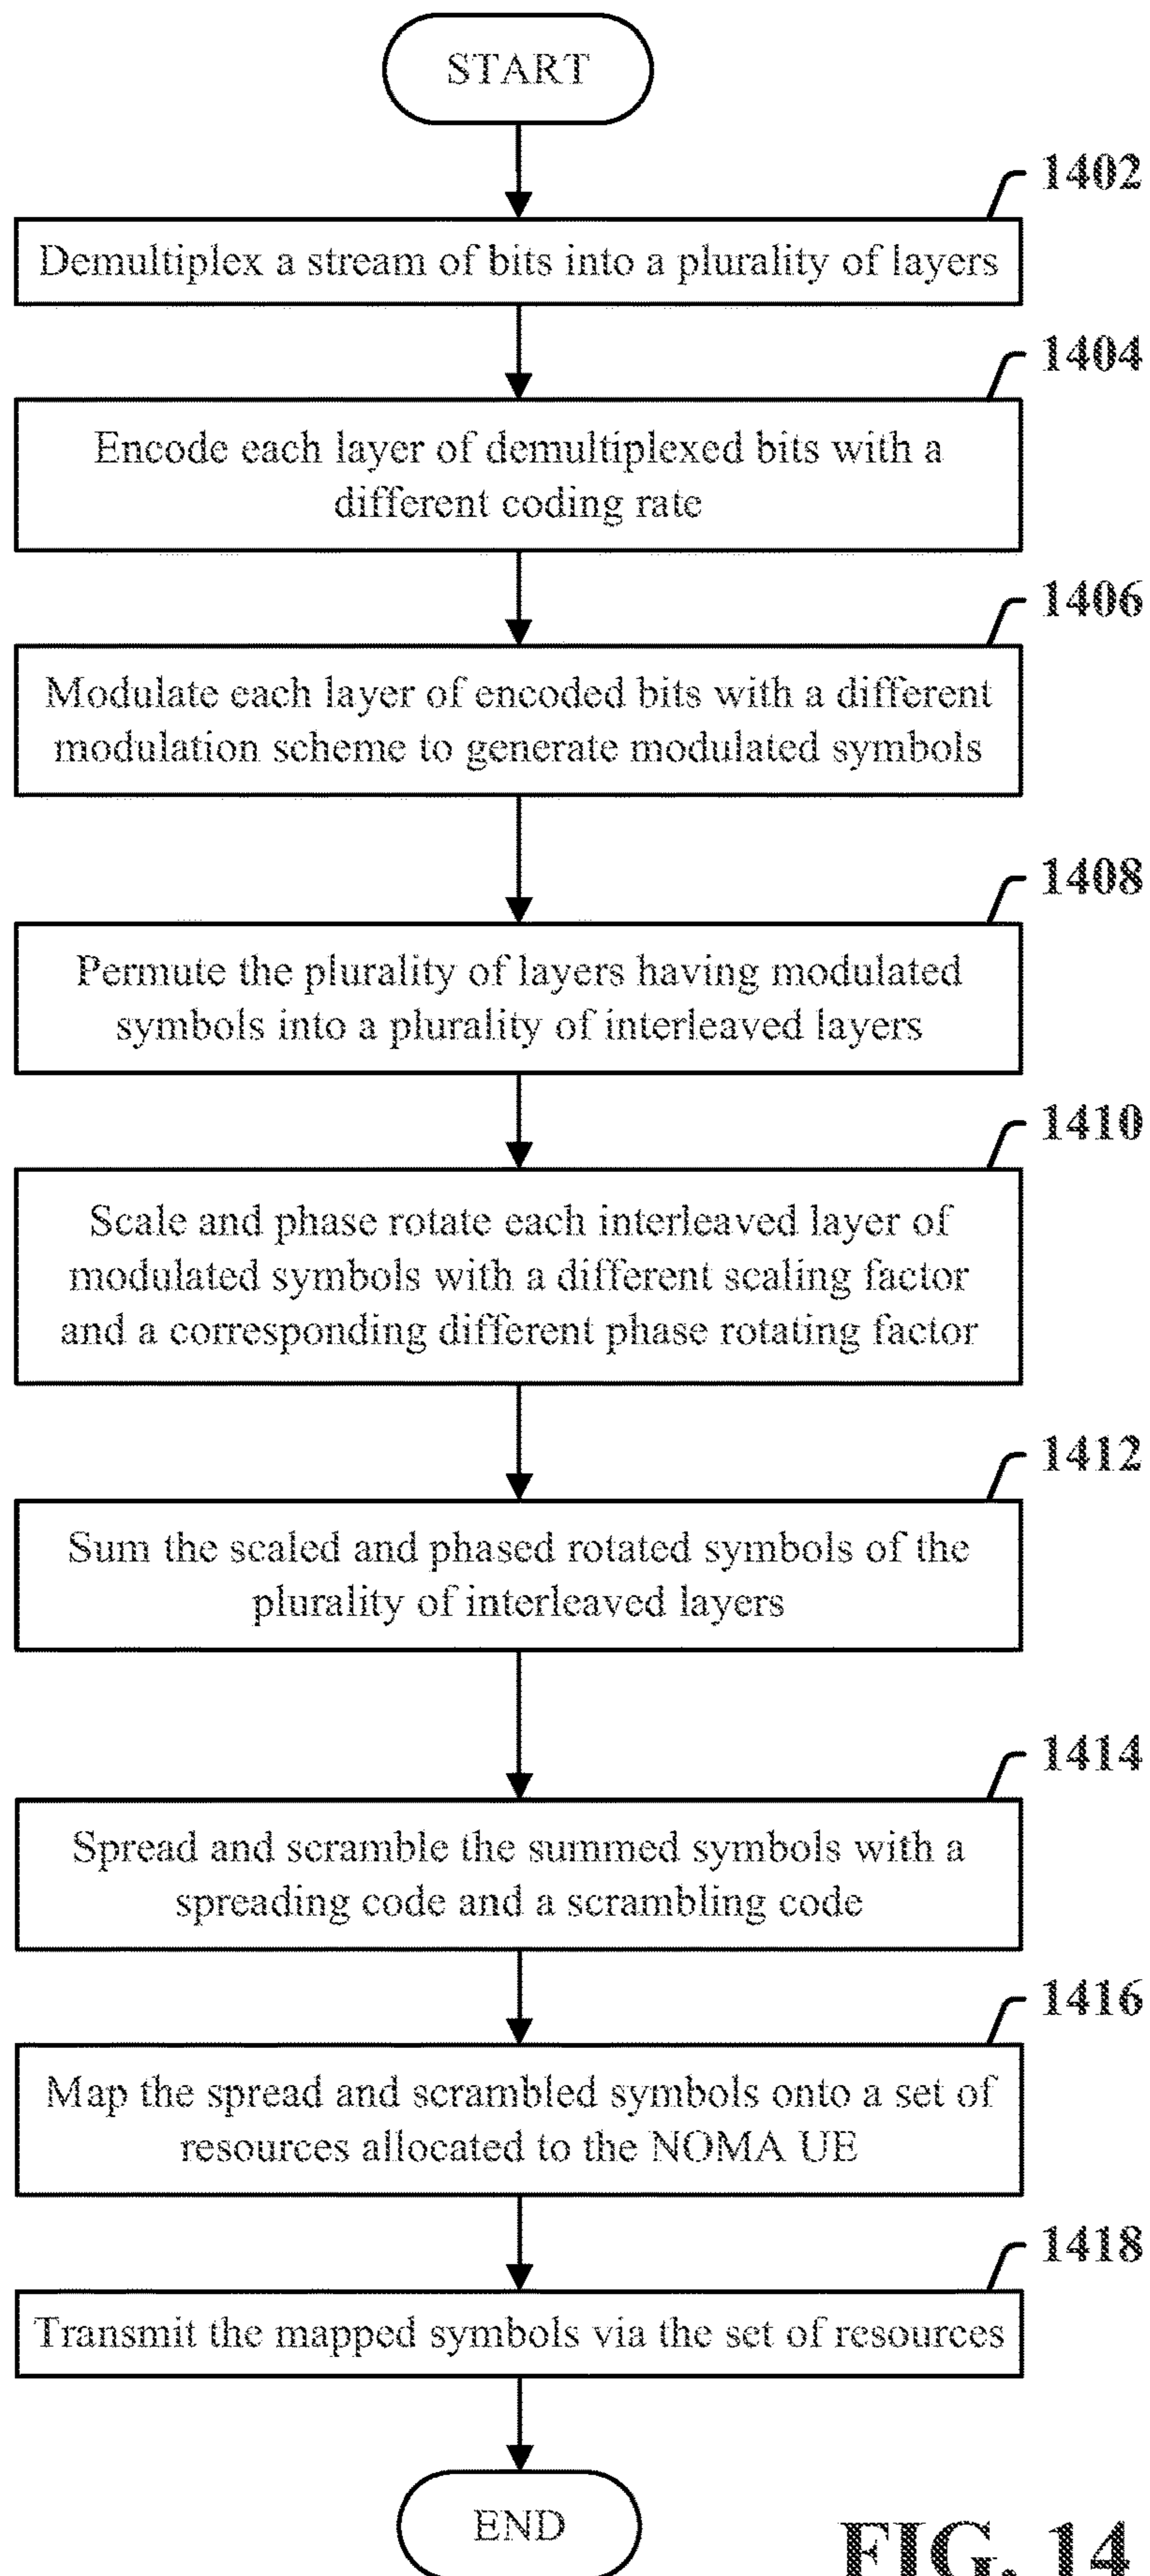 START
1402
Demultiplex a stream of bits into a plurality of layers
1404
Encode each layer of demultiplexed bits with a
different coding rate
1406
Modulate each layer of encoded bits with a different
modulation scheme to generate modulated symbols
1408
Permute the plurality of layers having modulated
symbols into a plurality of interleaved layers
1410
Scale and phase rotate each interleaved layer of
modulated symbols with a different scaling factor
and a corresponding different phase rotating factor
1412
Sum the scaled and phased rotated symbols of the
plurality of interleaved layers
1414
Spread and scramble the summed symbols with a
spreading code and a scrambling code
1416
Map the spread and scrambled symbols onto a set of
resources allocated to the NOMA UE
1418
Transmit the mapped symbols via the set of resources
END
FIG. 14